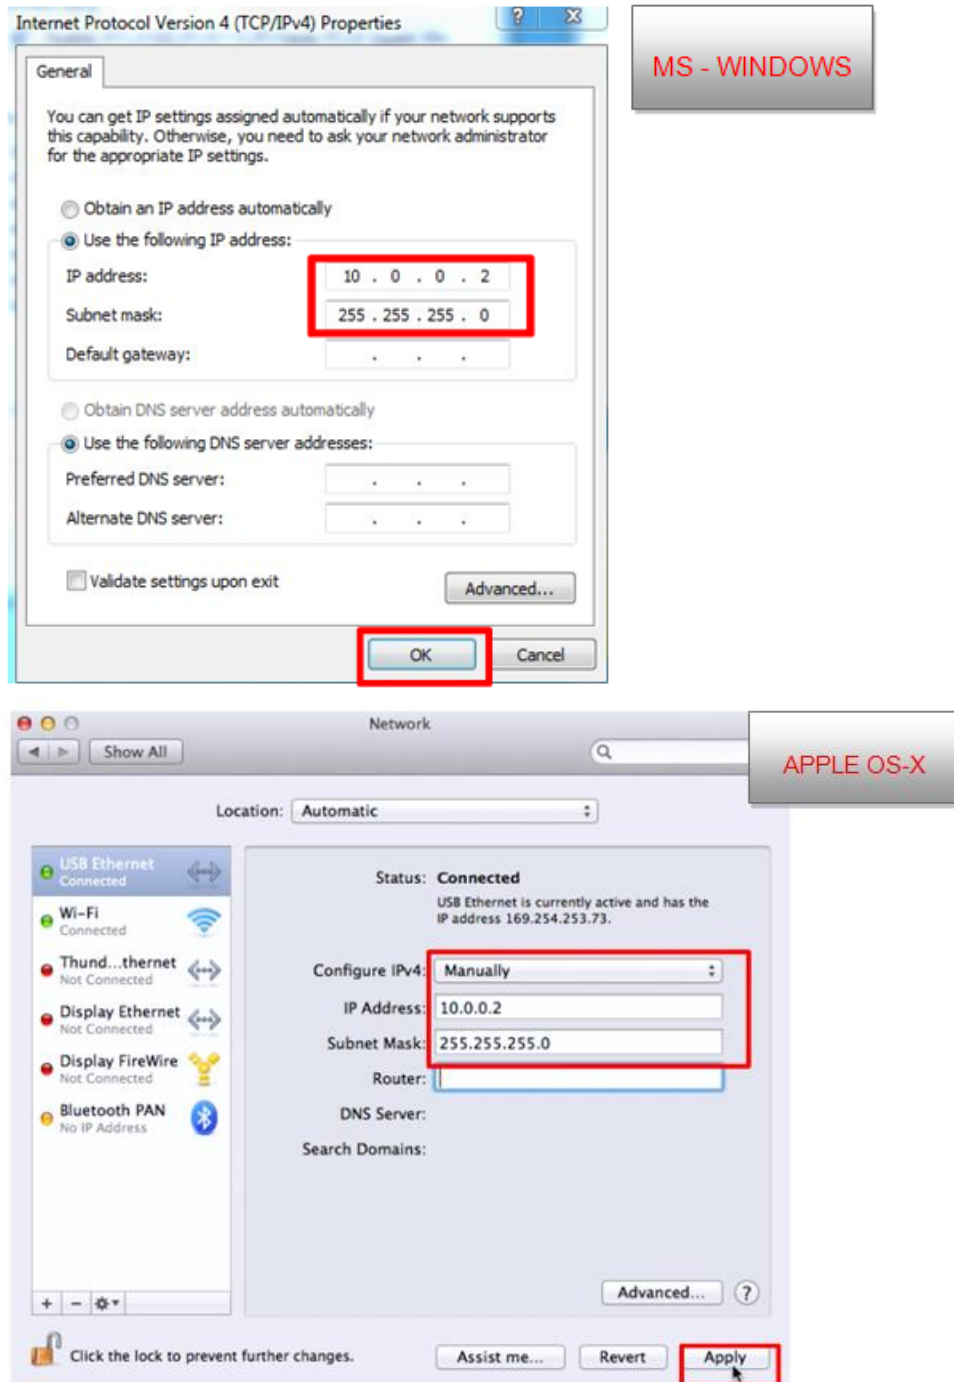 Internet Protocol Version 4 (TCP/IPv4) Properties
?
X
MS - WINDOWS
General
You can get IP settings assigned automatically if your network supports
this capability. Otherwise, you need to ask your network administrator
for the appropriate IP settings.
Obtain an IP address automatically
Use the following IP address:
IP address: 10 . 0 . 0 . 2
Subnet mask: 255 . 255 . 255 . 0
Default gateway: . . .
Obtain DNS server address automatically
Use the following DNS server addresses:
Preferred DNS server: . . .
Alternate DNS server: . . .
Validate settings upon exit
Advanced...
OK Cancel
Network
Show All
APPLE OS-X
Location: Automatic
USB Ethernet
Connected
Wi-Fi
Connected
Thund...thernet
Not Connected
Display Ethernet
Not Connected
Display FireWire
Not Connected
Bluetooth PAN
No IP Address
Status: Connected
USB Ethernet is currently active and has the
IP address 169.254.253.73.
Configure IPv4: Manually
IP Address: 10.0.0.2
Subnet Mask: 255.255.255.0
Router:
DNS Server:
Search Domains:
Advanced... ?
+ −
Click the lock to prevent further changes.
Assist me... Revert Apply